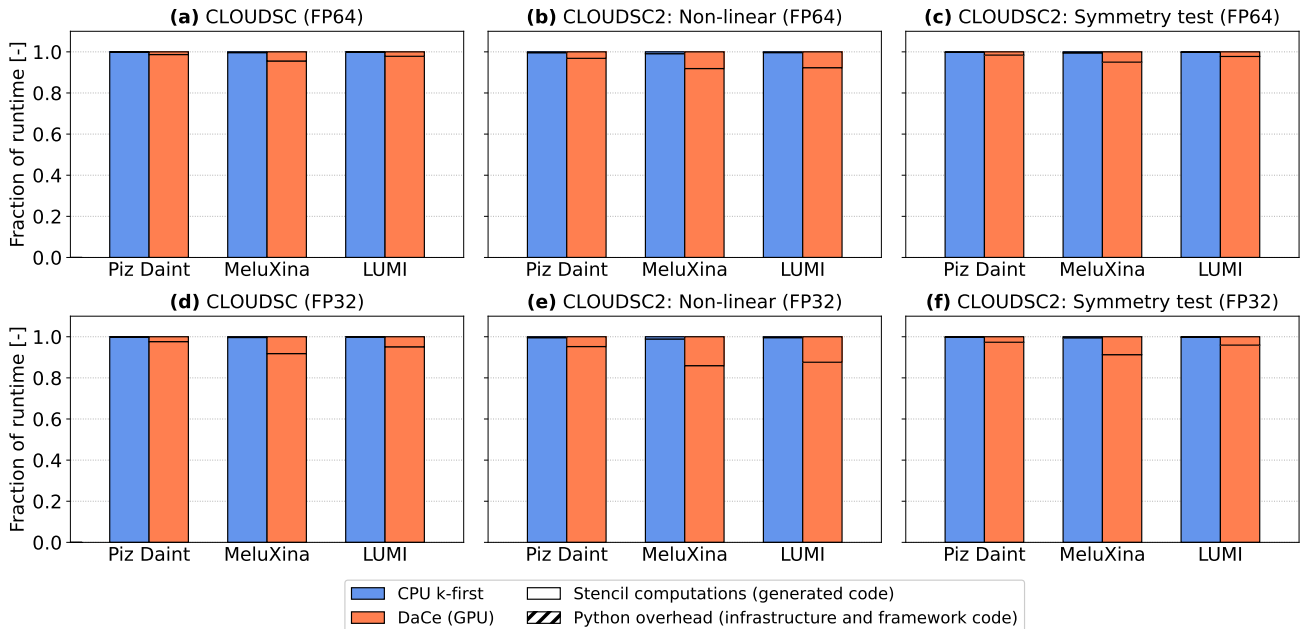 (a) CLOUDSC (FP64)
(b) CLOUDSC2: Non-linear (FP64)
(c) CLOUDSC2: Symmetry test (FP64)
Fraction of runtime [-]
1.0
0.8
0.6
0.4
0.2
0.0
Piz Daint MeluXina LUMI
Piz Daint MeluXina LUMI
Piz Daint MeluXina LUMI
(d) CLOUDSC (FP32)
(e) CLOUDSC2: Non-linear (FP32)
(f) CLOUDSC2: Symmetry test (FP32)
Fraction of runtime [-]
1.0
0.8
0.6
0.4
0.2
0.0
Piz Daint MeluXina LUMI
Piz Daint MeluXina LUMI
Piz Daint MeluXina LUMI
CPU k-first
DaCe (GPU)
Stencil computations (generated code)
Python overhead (infrastructure and framework code)